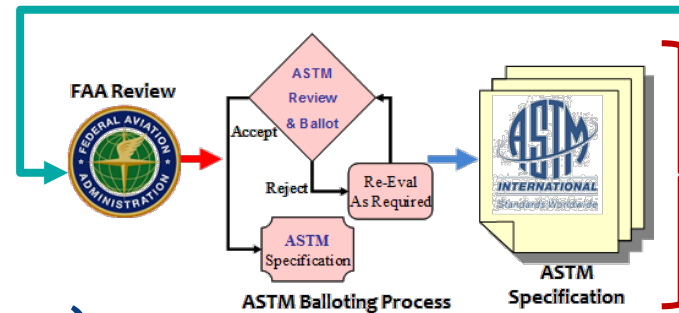 FAA Review
FEDERAL AVIATION
ADMINISTRATION
ASTM
Review
& Ballot
Accept
Reject
Re-Eval
As Required
ASTM
Specification
ASTM Balloting Process
ASTM
INTERNATIONAL
Standards Worldwide
ASTM
Specification